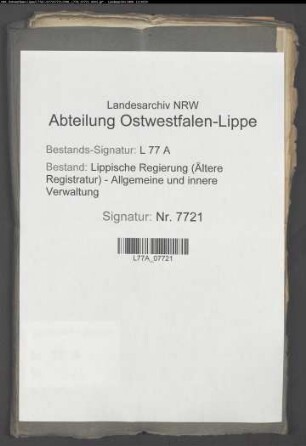 Landesarchiv NRW
Abteilung Ostwestfalen-Lippe
Bestands-Signatur: L 77 A
Bestand: Lippische Regierung (Ältere
Registratur) - Allgemeine und innere
Verwaltung
Signatur: Nr. 7721
L77A_07721